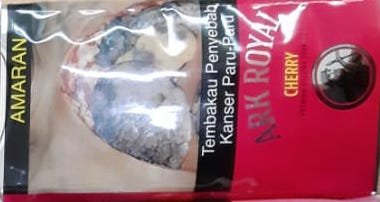 AMARAN
Tembakau Penyebab
Kanser Paru-Paru
ARK ROYAL
CHERRY